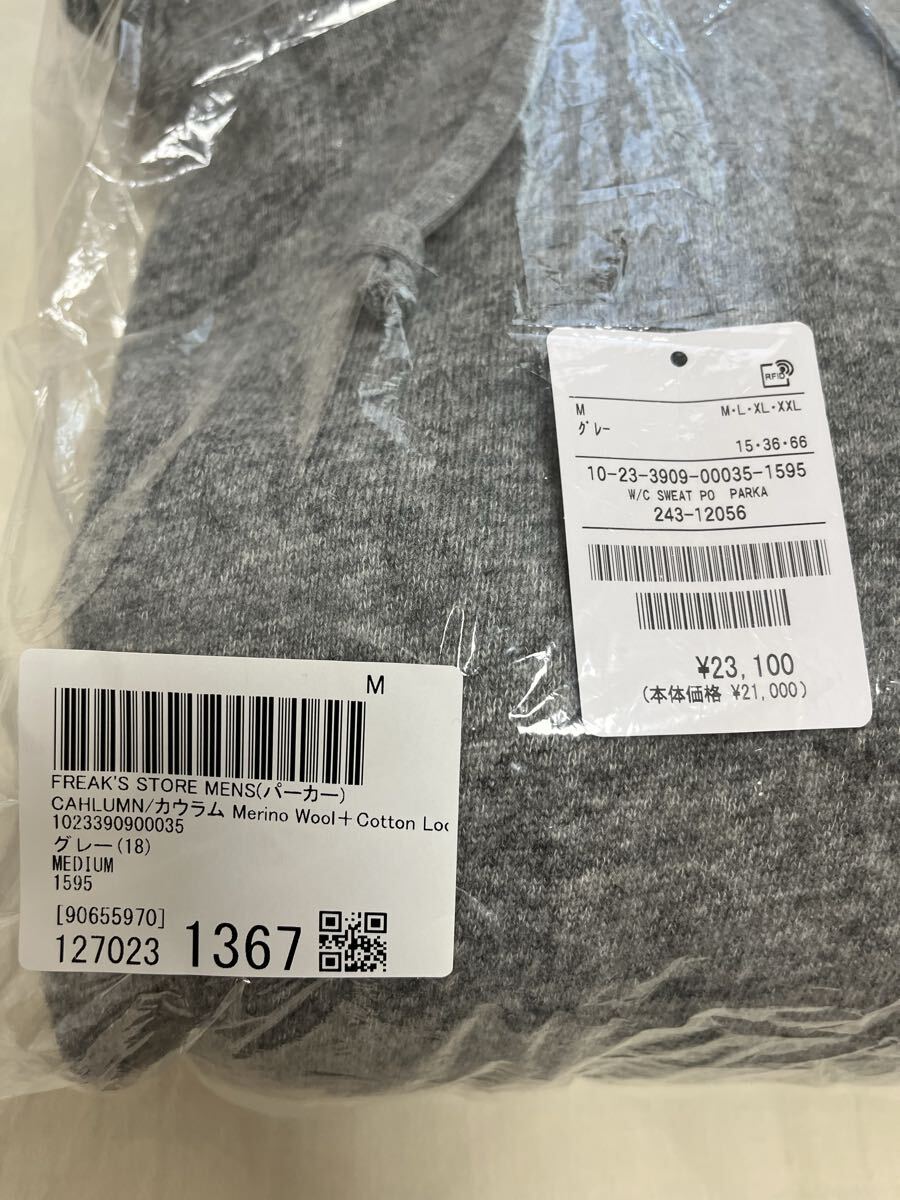 RFID
M M・L・XL・XXL
グレー
15・36・66
10-23-3909-00035-1595
W/C SWEAT PO PARKA
243-12056
¥23,100
(本体価格 ¥21,000)
M
FREAK'S STORE MENS(パーカー)
CAHLUMN/カウラム Merino Wool＋Cotton
1023390900035
グレー(18)
MEDIUM
1595
[90655970]
127023 1367